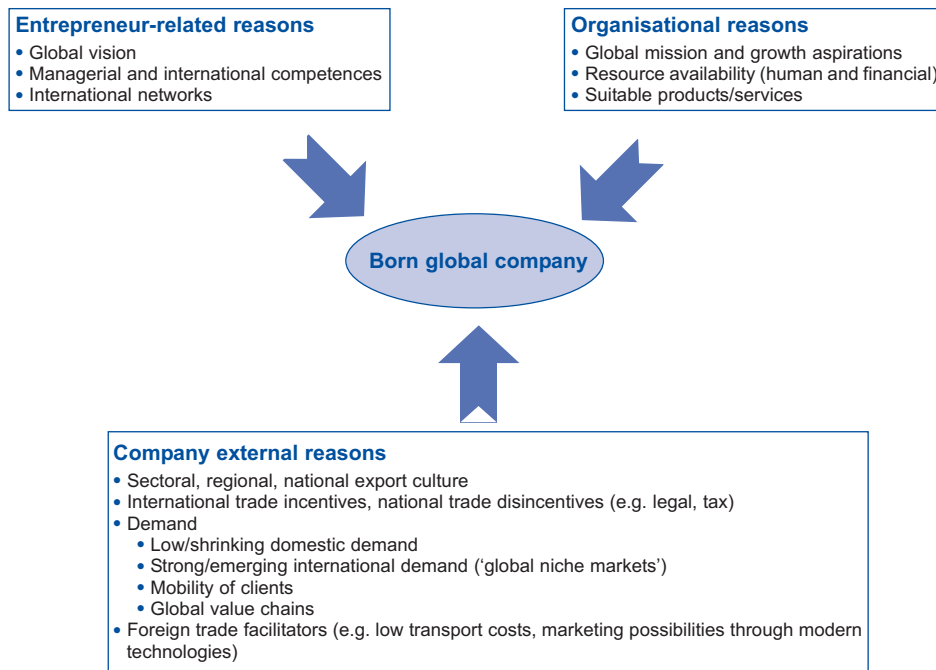 Entrepreneur-related reasons
• Global vision
• Managerial and international competences
• International networks
Organisational reasons
• Global mission and growth aspirations
• Resource availability (human and financial)
• Suitable products/services
Born global company
Company external reasons
• Sectoral, regional, national export culture
• International trade incentives, national trade disincentives (e.g. legal, tax)
• Demand
• Low/shrinking domestic demand
• Strong/emerging international demand (‘global niche markets’)
• Mobility of clients
• Global value chains
• Foreign trade facilitators (e.g. low transport costs, marketing possibilities through modern
technologies)